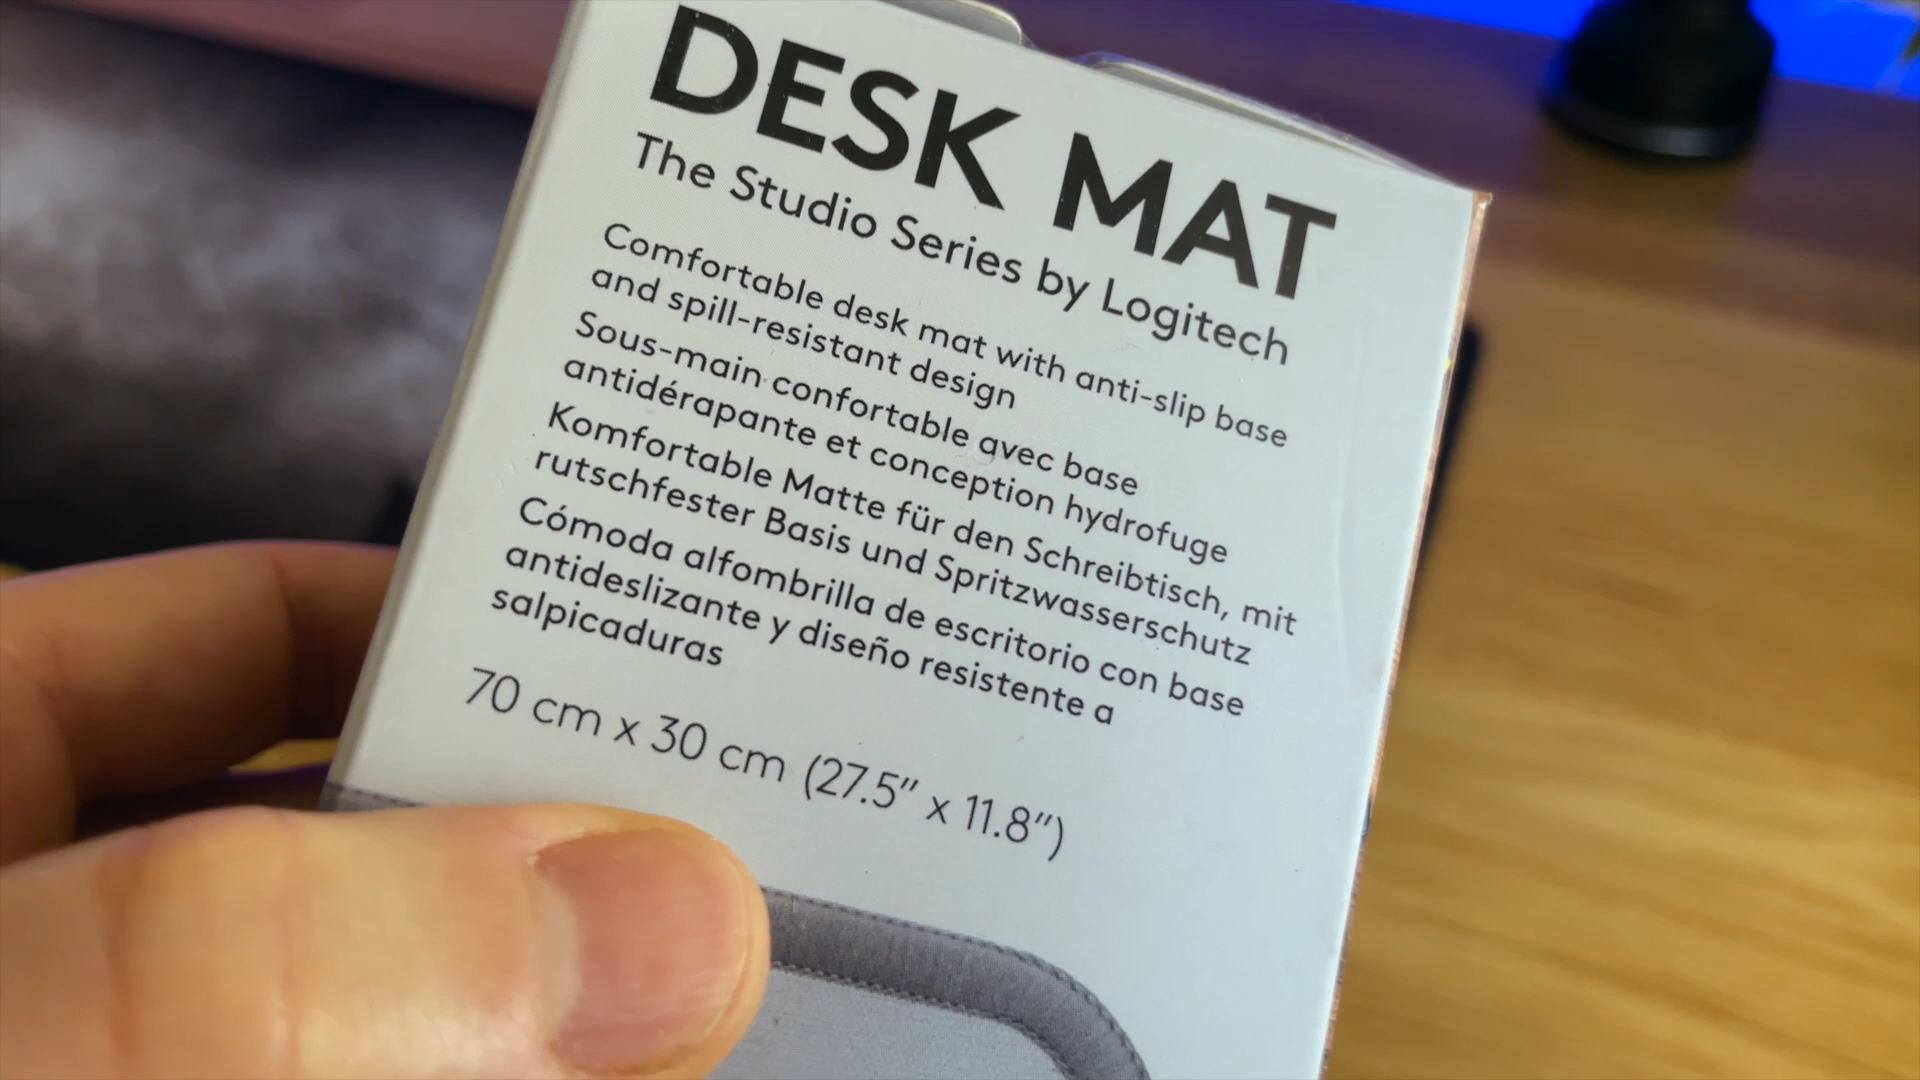 DESK MAT
The Studio Series by Logitech
Comfortable desk mat with anti-slip base
and spill-resistant design
Sous-main confortable avec base
antidérapante et conception hydrofuge
Komfortable Matte für den Schreibtisch, mit
rutschfester Basis und Spritzwasserschutz
Cómoda alfombrilla de escritorio con base
antideslizante y diseño resistente a
salpicaduras
70 cm x 30 cm (27.5″ x 11.8″)